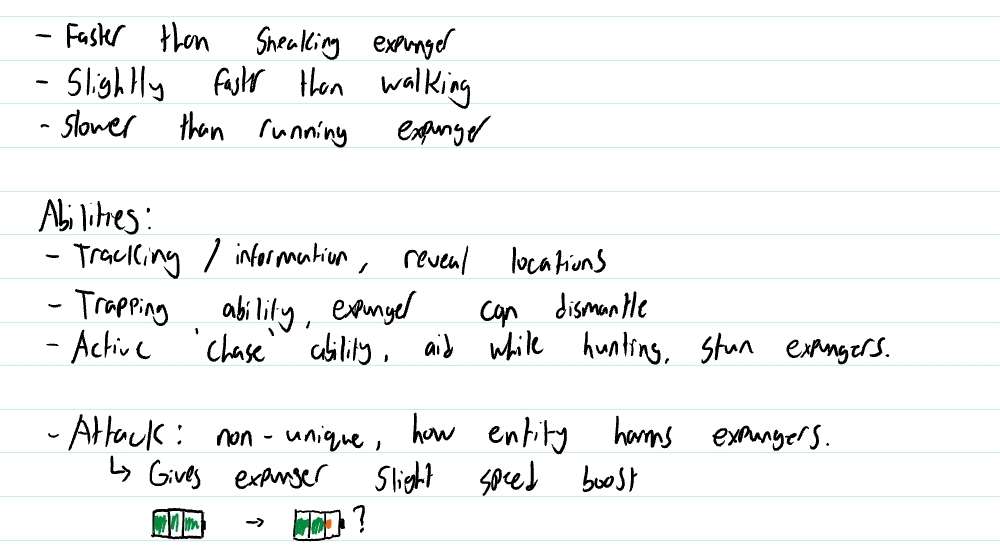 - Faster than sneaking expunger
- Slightly faster than walking
- Slower than running expunger
Abilities:
- Tracking / information, reveal locations
- Trapping ability, expunger can dismantle
- Active 'chase' ability, aid while hunting, stun expungers.
- Attack: non-unique, how entity harms expungers.
↳ Gives expunger slight speed boost
→ ?